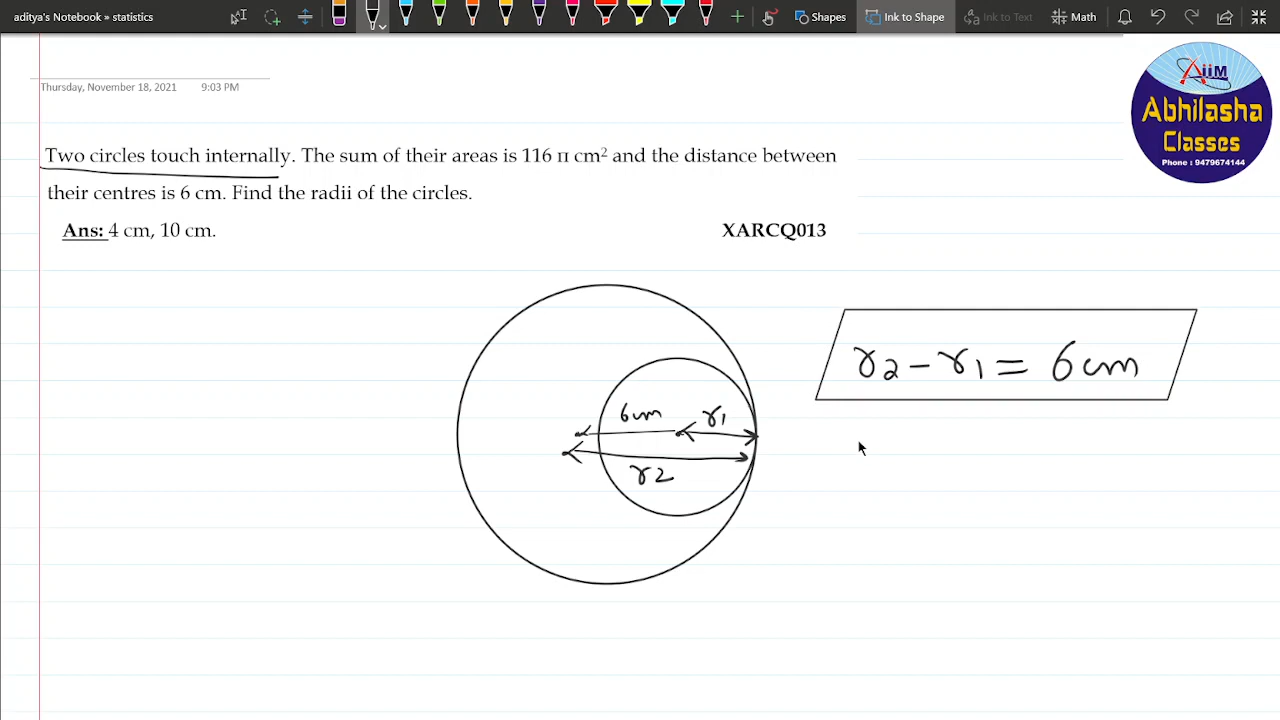 aditya's Notebook » statistics
Shapes
Ink to Shape
Ink to Text
Math
Thursday, November 18, 2021 9:03 PM
AiiM
Abhilasha
Classes
Phone : 9479674144
Two circles touch internally. The sum of their areas is 116 π cm² and the distance between
their centres is 6 cm. Find the radii of the circles.
Ans: 4 cm, 10 cm. XARCQ013
r2 - r1 = 6 cm
6 cm r1
r2